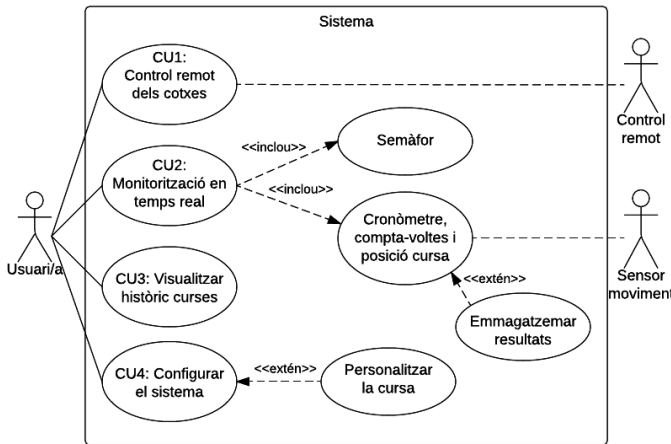 Sistema
CU1:
Control remot
dels cotxes
Control
remot
<<inclou>>
Semàfor
CU2:
Monitorització en
temps real
<<inclou>>
Cronòmetre,
compta-voltes i
posició cursa
Usuari/a
Sensor
moviment
CU3: Visualitzar
històric curses
<<extén>>
Emmagatzemar
resultats
CU4: Configurar
el sistema
<<extén>>
Personalitzar
la cursa